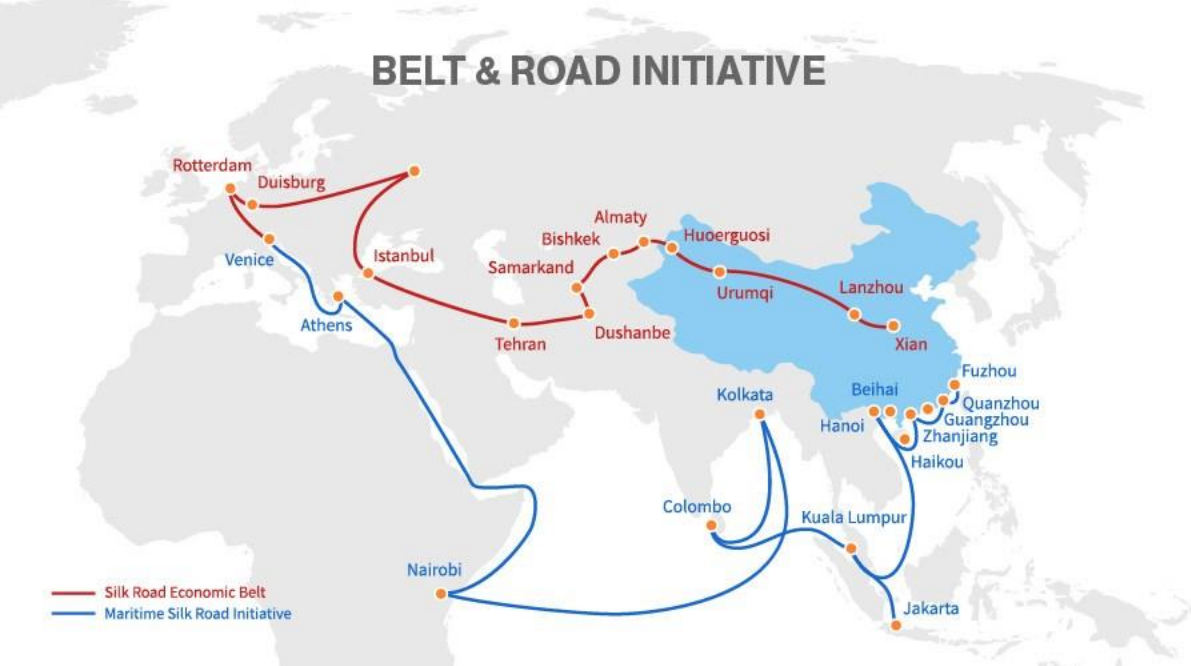 BELT & ROAD INITIATIVE
Rotterdam
Duisburg
Almaty
Bishkek
Huoerguosi
Venice
Istanbul
Samarkand
Urumqi
Lanzhou
Athens
Tehran
Dushanbe
Xian
Fuzhou
Kolkata
Beihai
Quanzhou
Hanoi
Guangzhou
Zhanjiang
Haikou
Colombo
Kuala Lumpur
Nairobi
Jakarta
Silk Road Economic Belt
Maritime Silk Road Initiative